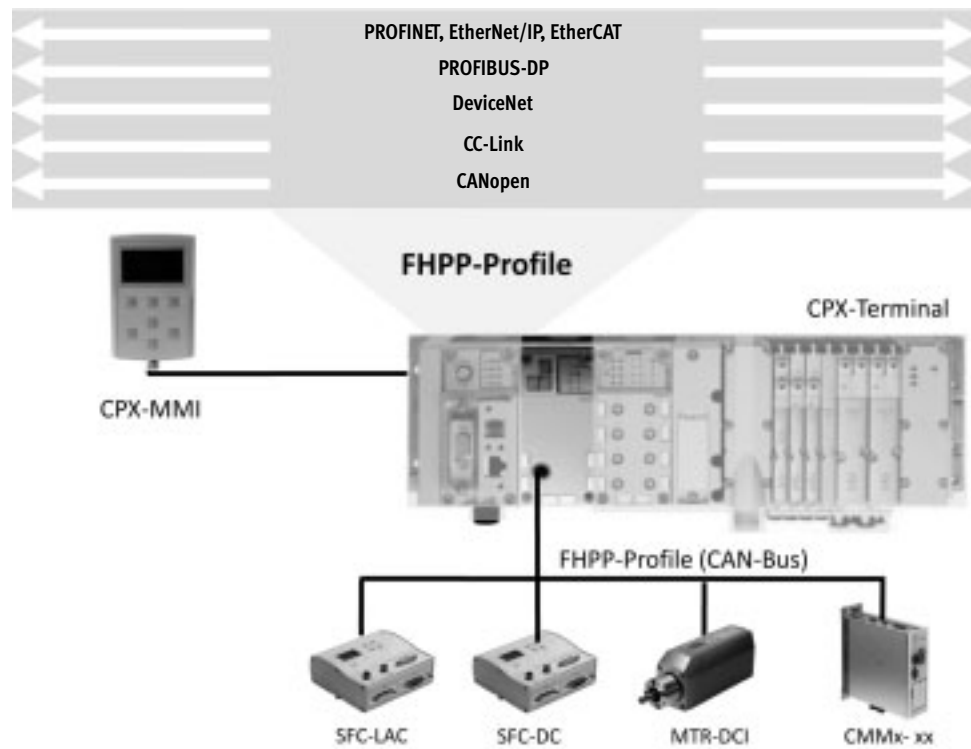 PROFINET, EtherNet/IP, EtherCAT
PROFIBUS-DP
DeviceNet
CC-Link
CANopen
FHPP-Profile
CPX-Terminal
CPX-MMI
FHPP-Profile (CAN-Bus)
SFC-LAC
SFC-DC
MTR-DCI
CMMx- xx